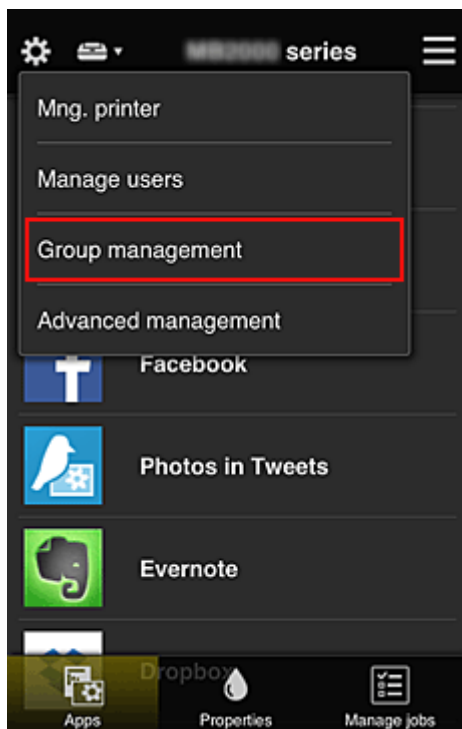 series
Mng. printer
Manage users
Group management
Advanced management
Facebook
Photos in Tweets
Evernote
Dropbox
Apps
Properties
Manage jobs